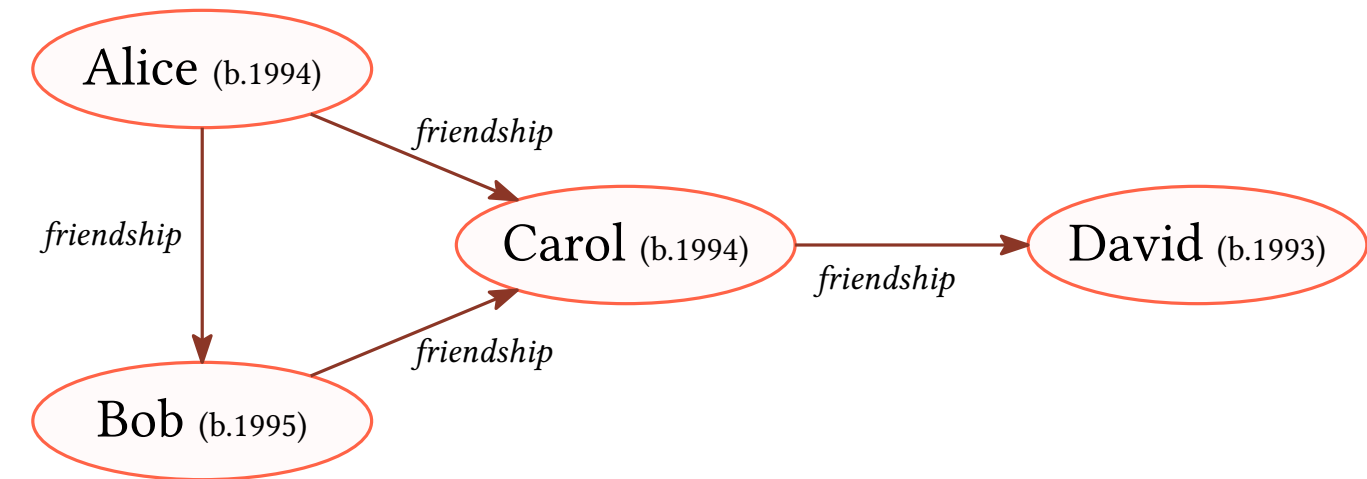 Alice (b.1994)
friendship
friendship
Carol (b.1994)
David (b.1993)
friendship
friendship
Bob (b.1995)